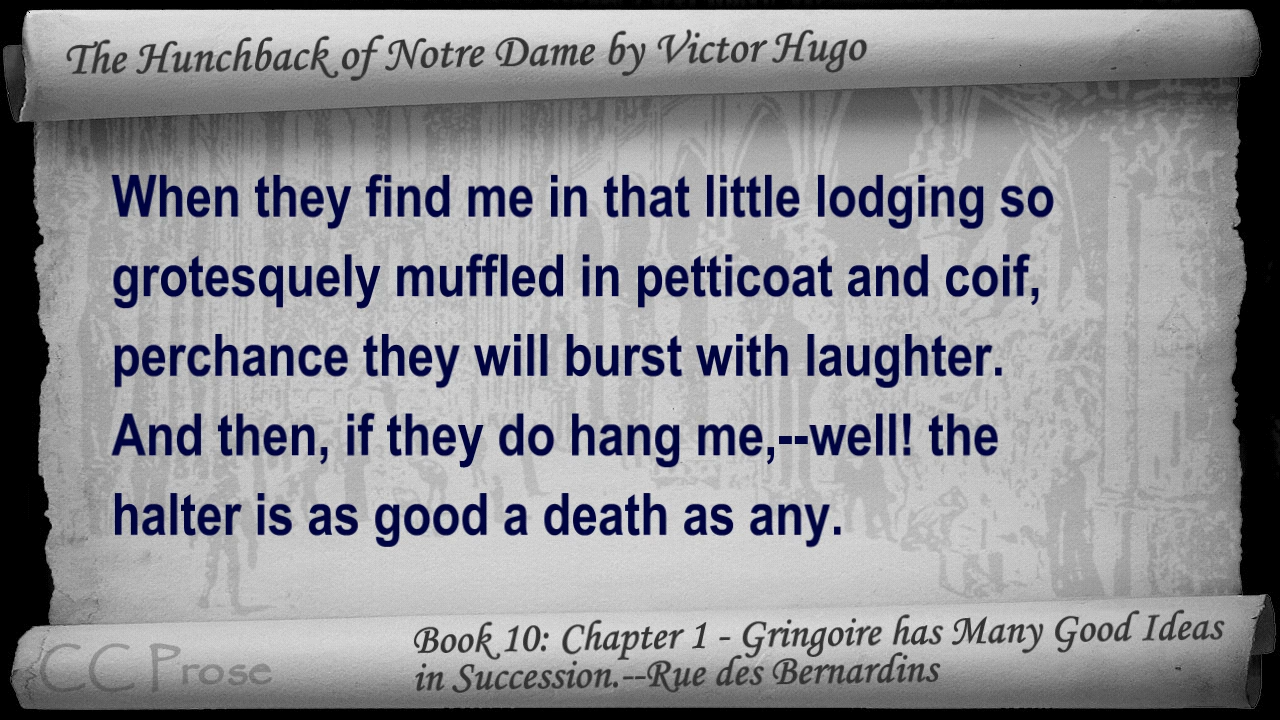 The Hunchback of Notre Dame by Victor Hugo
When they find me in that little lodging so
grotesquely muffled in petticoat and coif,
perchance they will burst with laughter.
And then, if they do hang me,--well! the
halter is as good a death as any.
CC Prose
Book 10: Chapter 1 - Gringoire has Many Good Ideas
in Succession.--Rue des Bernardins